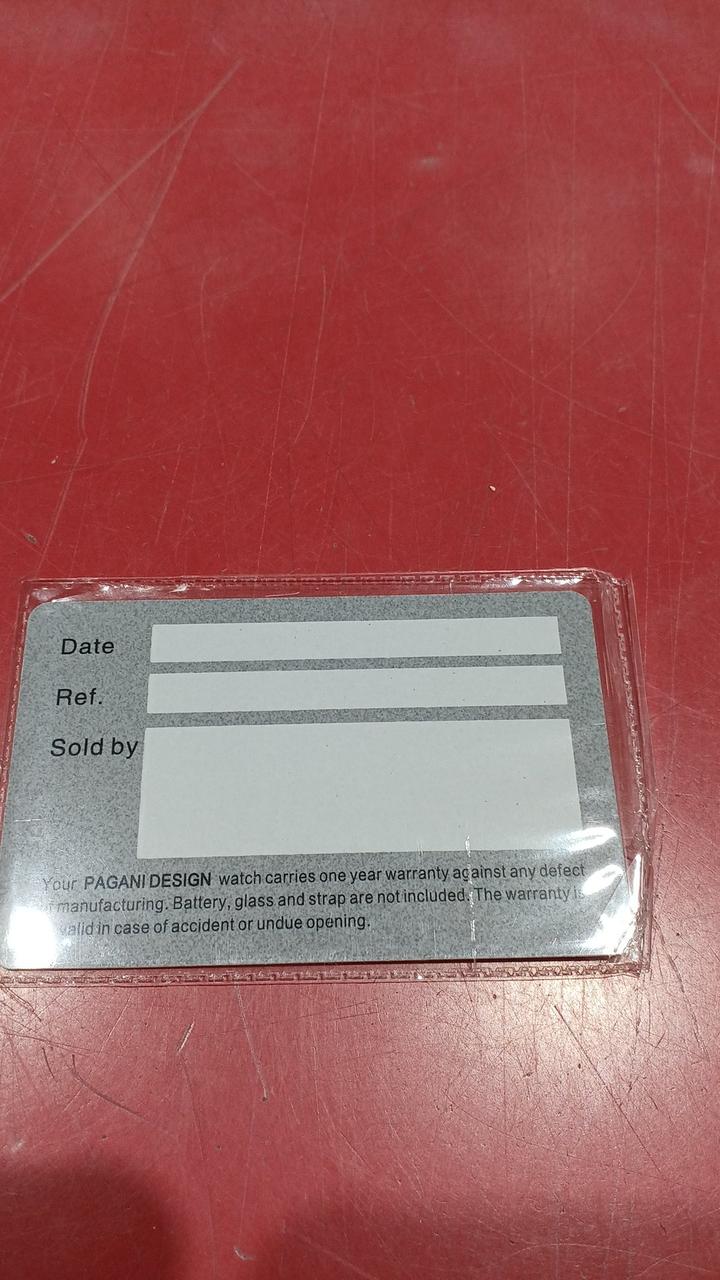 Date
Ref.
Sold by
Your PAGANI DESIGN watch carries one year warranty against any defect
of manufacturing. Battery, glass and strap are not included. The warranty is
valid in case of accident or undue opening.